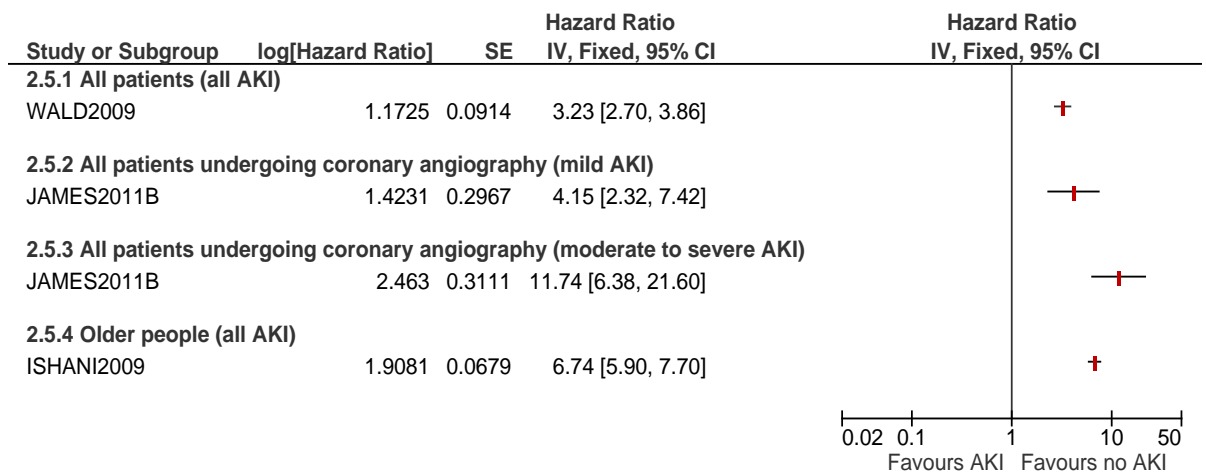 Hazard Ratio Hazard Ratio
Study or Subgroup log[Hazard Ratio] SE IV, Fixed, 95% CI IV, Fixed, 95% CI
2.5.1 All patients (all AKI)
WALD2009 1.1725 0.0914 3.23 [2.70, 3.86]
2.5.2 All patients undergoing coronary angiography (mild AKI)
JAMES2011B 1.4231 0.2967 4.15 [2.32, 7.42]
2.5.3 All patients undergoing coronary angiography (moderate to severe AKI)
JAMES2011B 2.463 0.3111 11.74 [6.38, 21.60]
2.5.4 Older people (all AKI)
ISHANI2009 1.9081 0.0679 6.74 [5.90, 7.70]
0.02 0.1 1 10 50
Favours AKI Favours no AKI